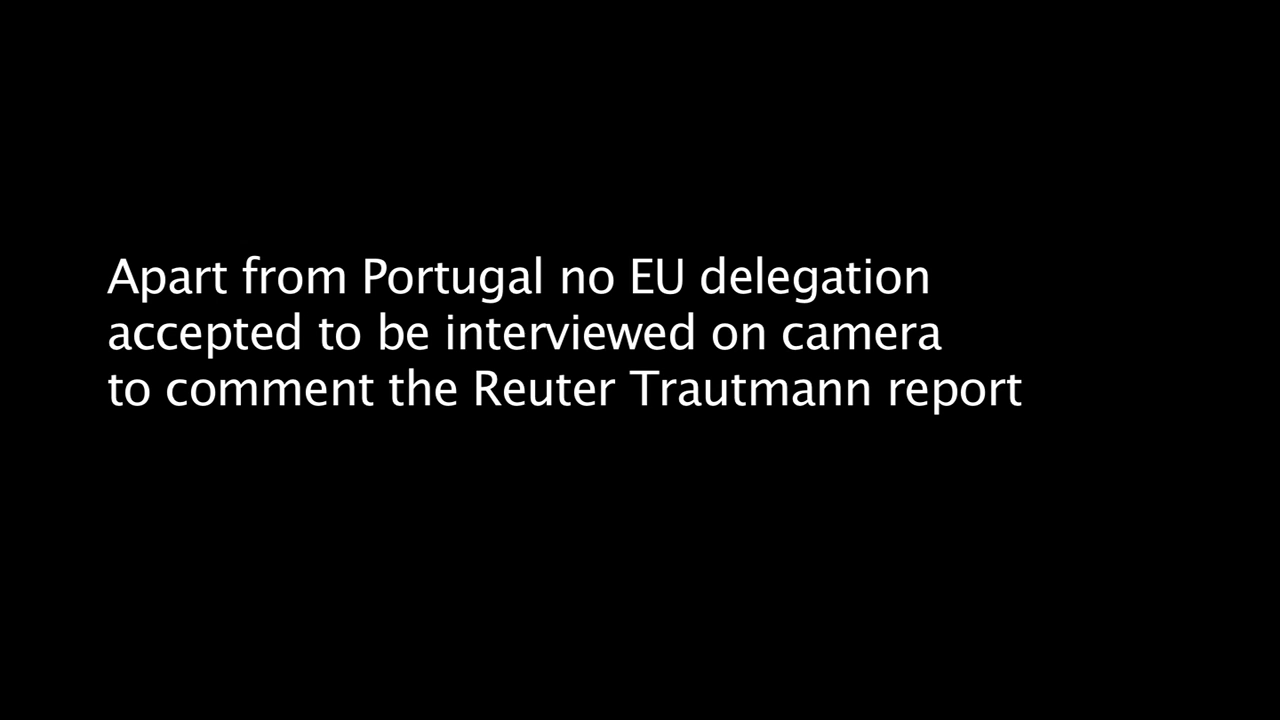 Apart from Portugal no EU delegation
accepted to be interviewed on camera
to comment the Reuter Trautmann report